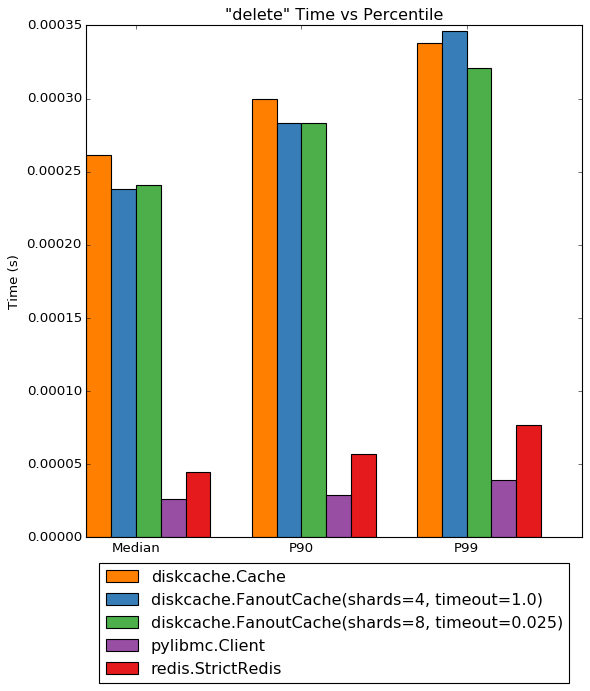 "delete" Time vs Percentile
0.00035
0.00030
0.00025
0.00020
0.00015
0.00010
0.00005
0.00000
Time (s)
Median P90 P99
diskcache.Cache
diskcache.FanoutCache(shards=4, timeout=1.0)
diskcache.FanoutCache(shards=8, timeout=0.025)
pylibmc.Client
redis.StrictRedis